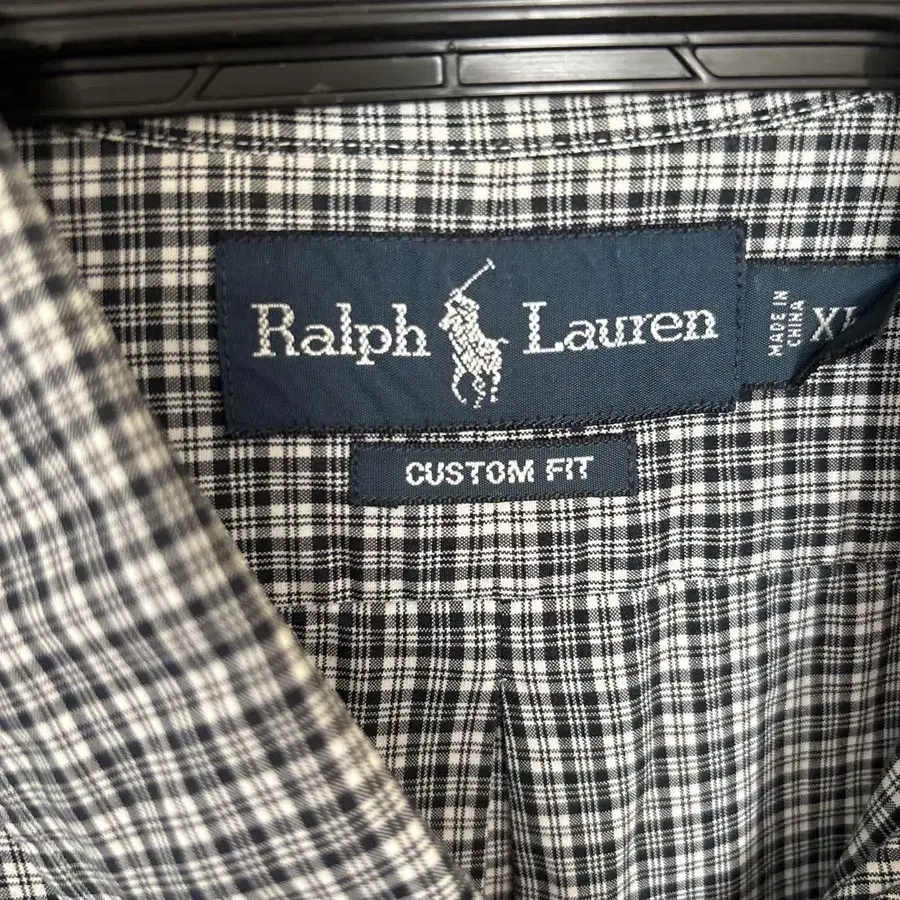 Ralph Lauren
MADE IN
CHINA
CUSTOM FIT